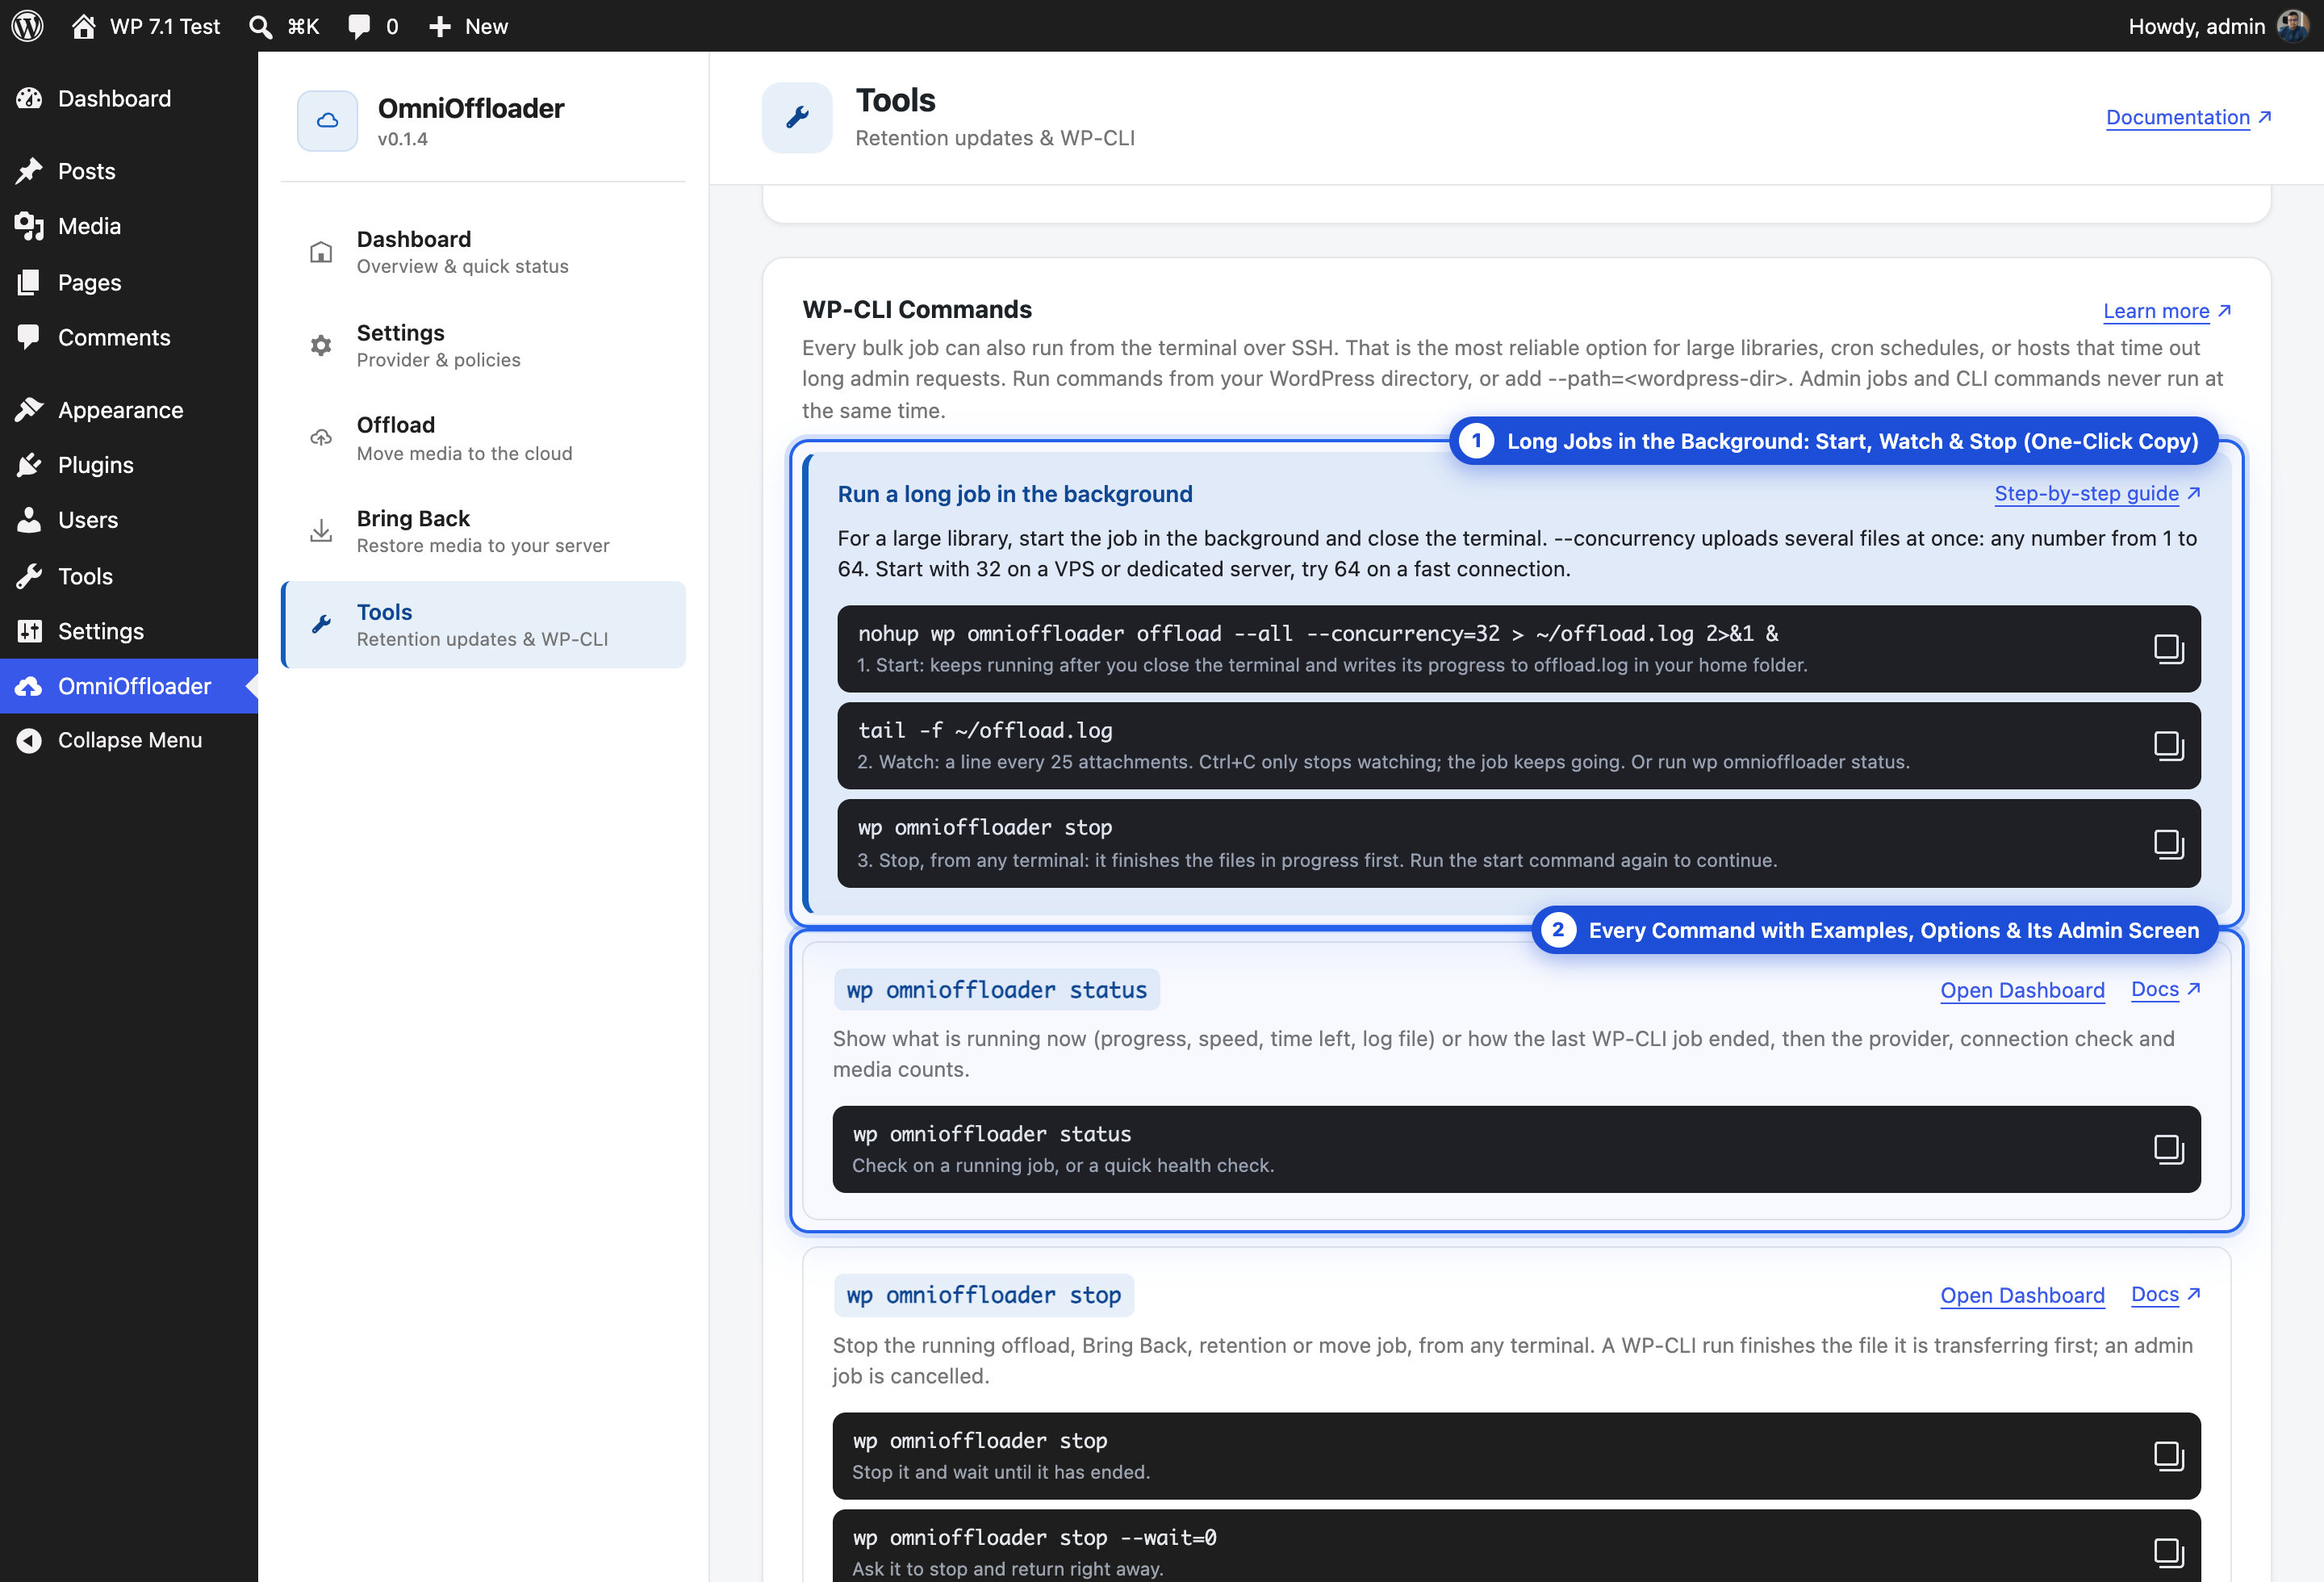 WP 7.1 Test
⌘K
0
New
Howdy, admin
Dashboard
Posts
Media
Pages
Comments
Appearance
Plugins
Users
Tools
Settings
OmniOffloader
Collapse Menu
OmniOffloader
v0.1.4
Dashboard
Overview & quick status
Settings
Provider & policies
Offload
Move media to the cloud
Bring Back
Restore media to your server
Tools
Retention updates & WP-CLI
Tools
Retention updates & WP-CLI
Documentation ↗
WP-CLI Commands
Learn more ↗
Every bulk job can also run from the terminal over SSH. That is the most reliable option for large libraries, cron schedules, or hosts that time out
long admin requests. Run commands from your WordPress directory, or add --path=<wordpress-dir>. Admin jobs and CLI commands never run at
the same time.
1 Long Jobs in the Background: Start, Watch & Stop (One-Click Copy)
Run a long job in the background
Step-by-step guide ↗
For a large library, start the job in the background and close the terminal. --concurrency uploads several files at once: any number from 1 to
64. Start with 32 on a VPS or dedicated server, try 64 on a fast connection.
nohup wp omnioffloader offload --all --concurrency=32 > ~/offload.log 2>&1 &
1. Start: keeps running after you close the terminal and writes its progress to offload.log in your home folder.
tail -f ~/offload.log
2. Watch: a line every 25 attachments. Ctrl+C only stops watching; the job keeps going. Or run wp omnioffloader status.
wp omnioffloader stop
3. Stop, from any terminal: it finishes the files in progress first. Run the start command again to continue.
2 Every Command with Examples, Options & Its Admin Screen
wp omnioffloader status
Open Dashboard
Docs ↗
Show what is running now (progress, speed, time left, log file) or how the last WP-CLI job ended, then the provider, connection check and
media counts.
wp omnioffloader status
Check on a running job, or a quick health check.
wp omnioffloader stop
Open Dashboard
Docs ↗
Stop the running offload, Bring Back, retention or move job, from any terminal. A WP-CLI run finishes the file it is transferring first; an admin
job is cancelled.
wp omnioffloader stop
Stop it and wait until it has ended.
wp omnioffloader stop --wait=0
Ask it to stop and return right away.